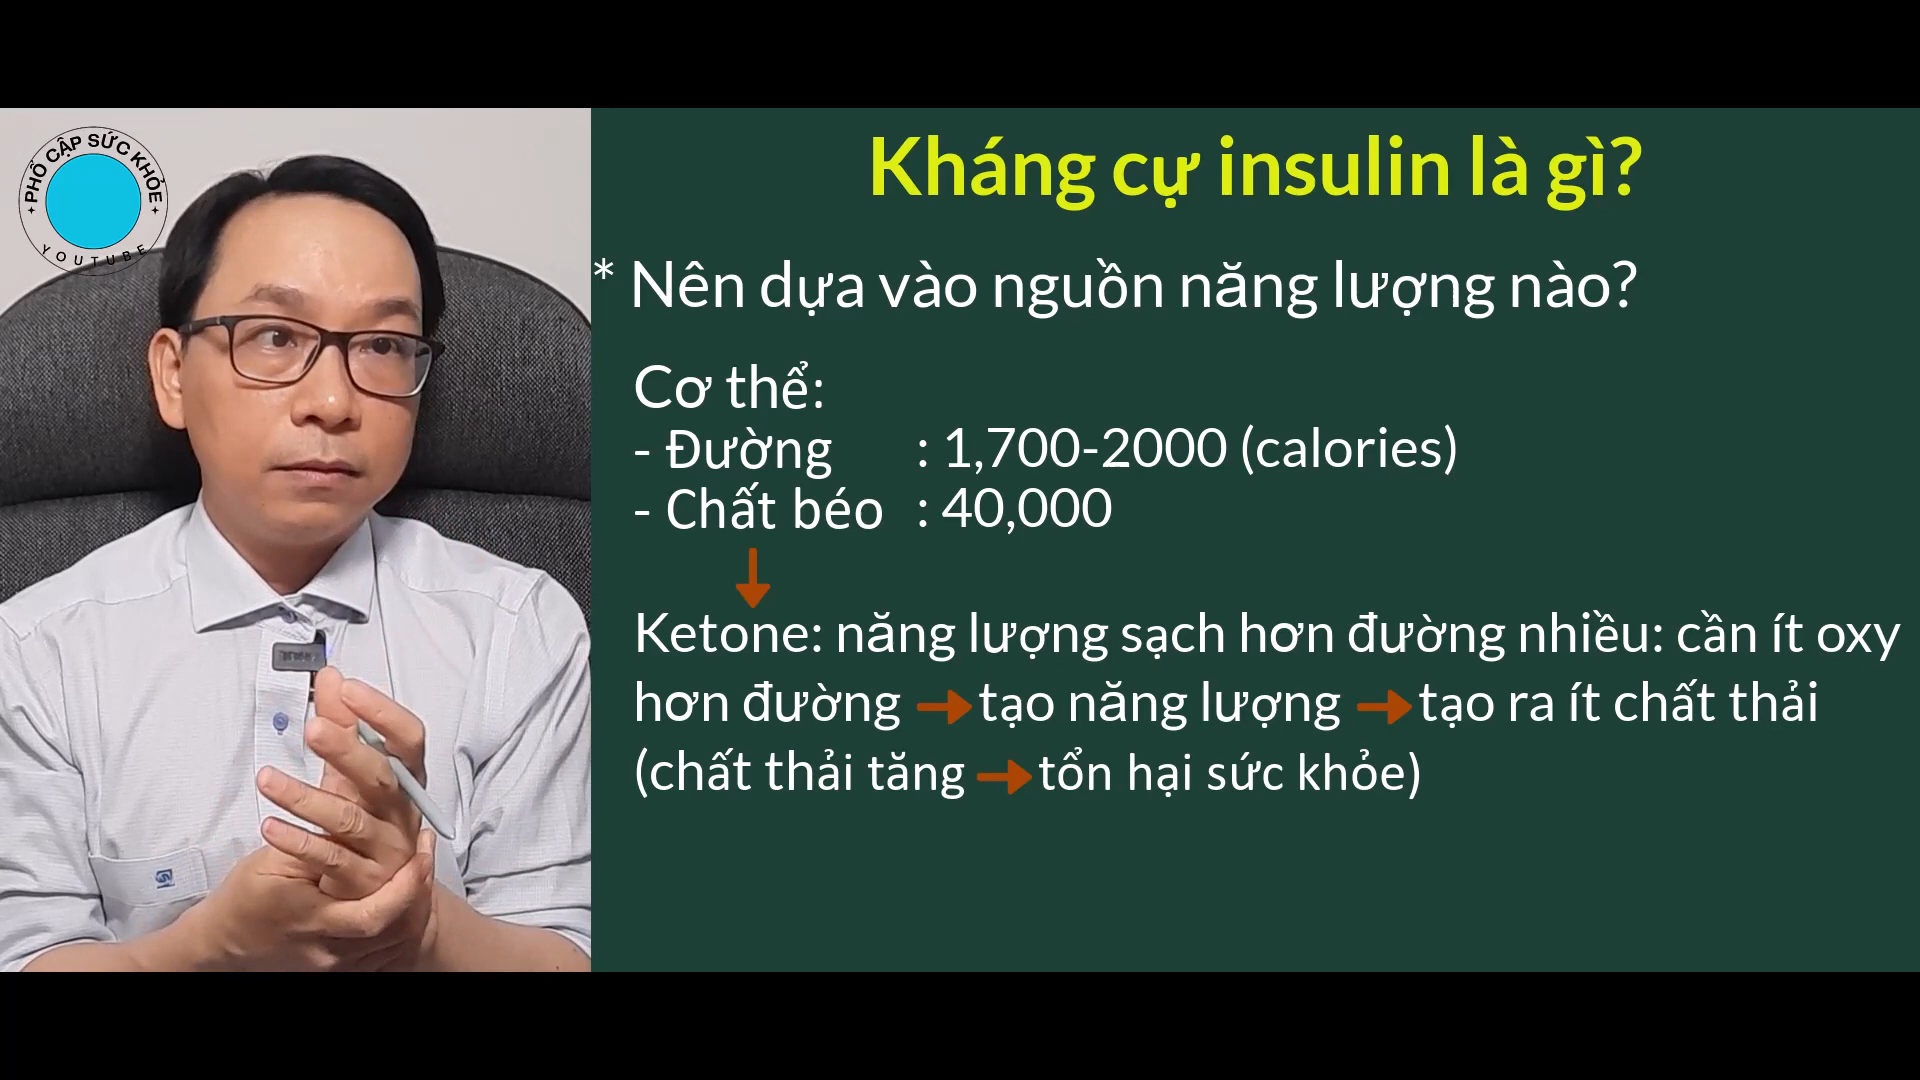 PHỔ CẬP SỨC KHỎE
YOUTUBE
Kháng cự insulin là gì?
* Nên dựa vào nguồn năng lượng nào?
Cơ thể:
- Đường : 1,700-2000 (calories)
- Chất béo : 40,000
Ketone: năng lượng sạch hơn đường nhiều: cần ít oxy
hơn đường → tạo năng lượng → tạo ra ít chất thải
(chất thải tăng → tổn hại sức khỏe)